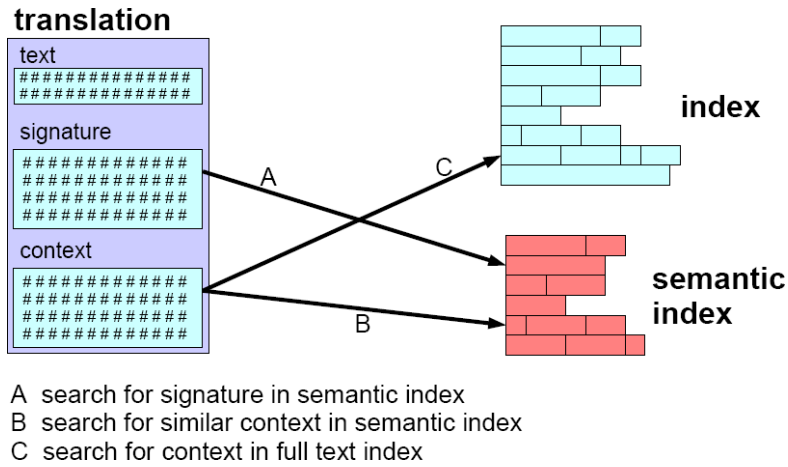 translation
text
###############
###############
signature
#############
#############
#############
#############
context
#############
#############
#############
#############
A
C
B
index
semantic
index
A search for signature in semantic index
B search for similar context in semantic index
C search for context in full text index